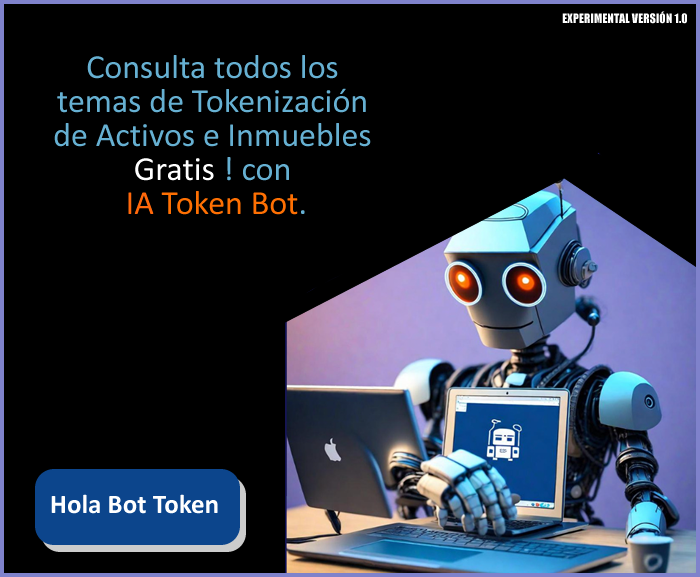 EXPERIMENTAL VERSIÓN 1.0
Consulta todos los
temas de Tokenización
de Activos e Inmuebles
Gratis ! con
IA Token Bot.
Hola Bot Token